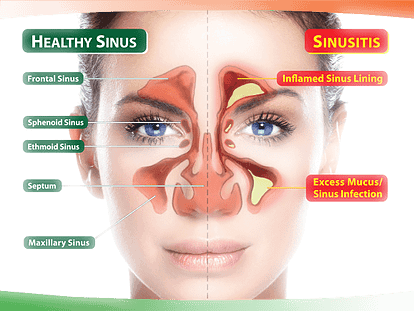 HEALTHY SINUS
Frontal Sinus
Sphenoid Sinus
Ethmoid Sinus
Septum
Maxillary Sinus
SINUSITIS
Inflamed Sinus Lining
Excess Mucus/
Sinus Infection